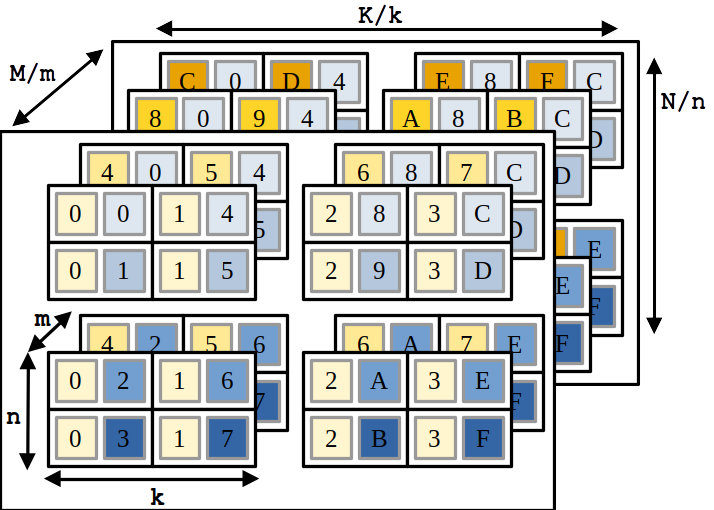 K/k
M/m
N/n
C 0 D 4 E 8 F C
8 0 9 4 A 8 B C D
4 0 5 4 6 8 7 C D
0 0 1 4 5 2 8 3 C D
0 1 1 5 2 9 3 D
E
E
m
4 2 5 6 6 A 7 E F
0 2 1 6 7 2 A 3 E F F
n
0 3 1 7 2 B 3 F
k